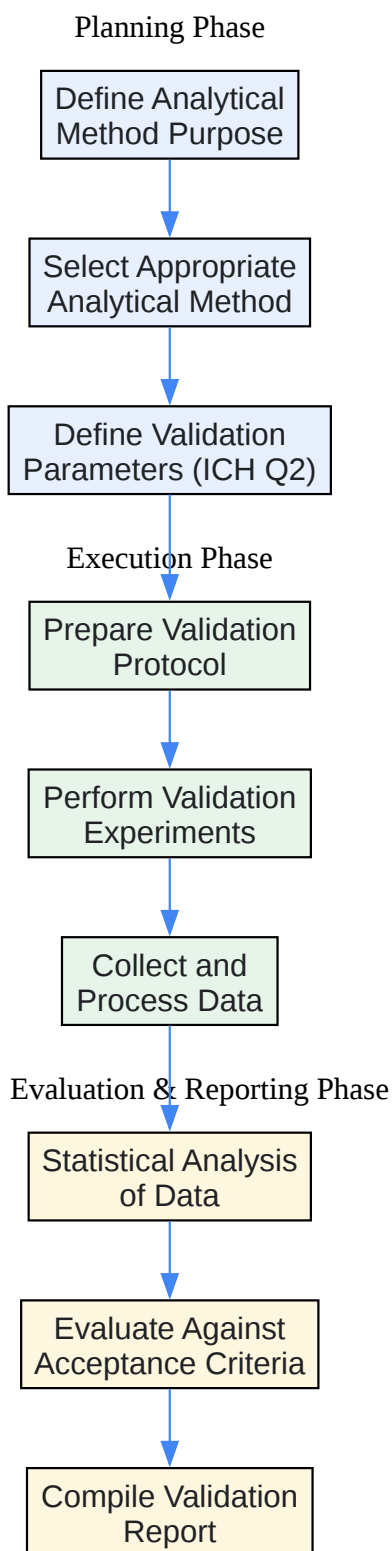 Planning Phase
Define Analytical
Method Purpose
Select Appropriate
Analytical Method
Define Validation
Parameters (ICH Q2)
Execution Phase
Prepare Validation
Protocol
Perform Validation
Experiments
Collect and
Process Data
Evaluation & Reporting Phase
Statistical Analysis
of Data
Evaluate Against
Acceptance Criteria
Compile Validation
Report